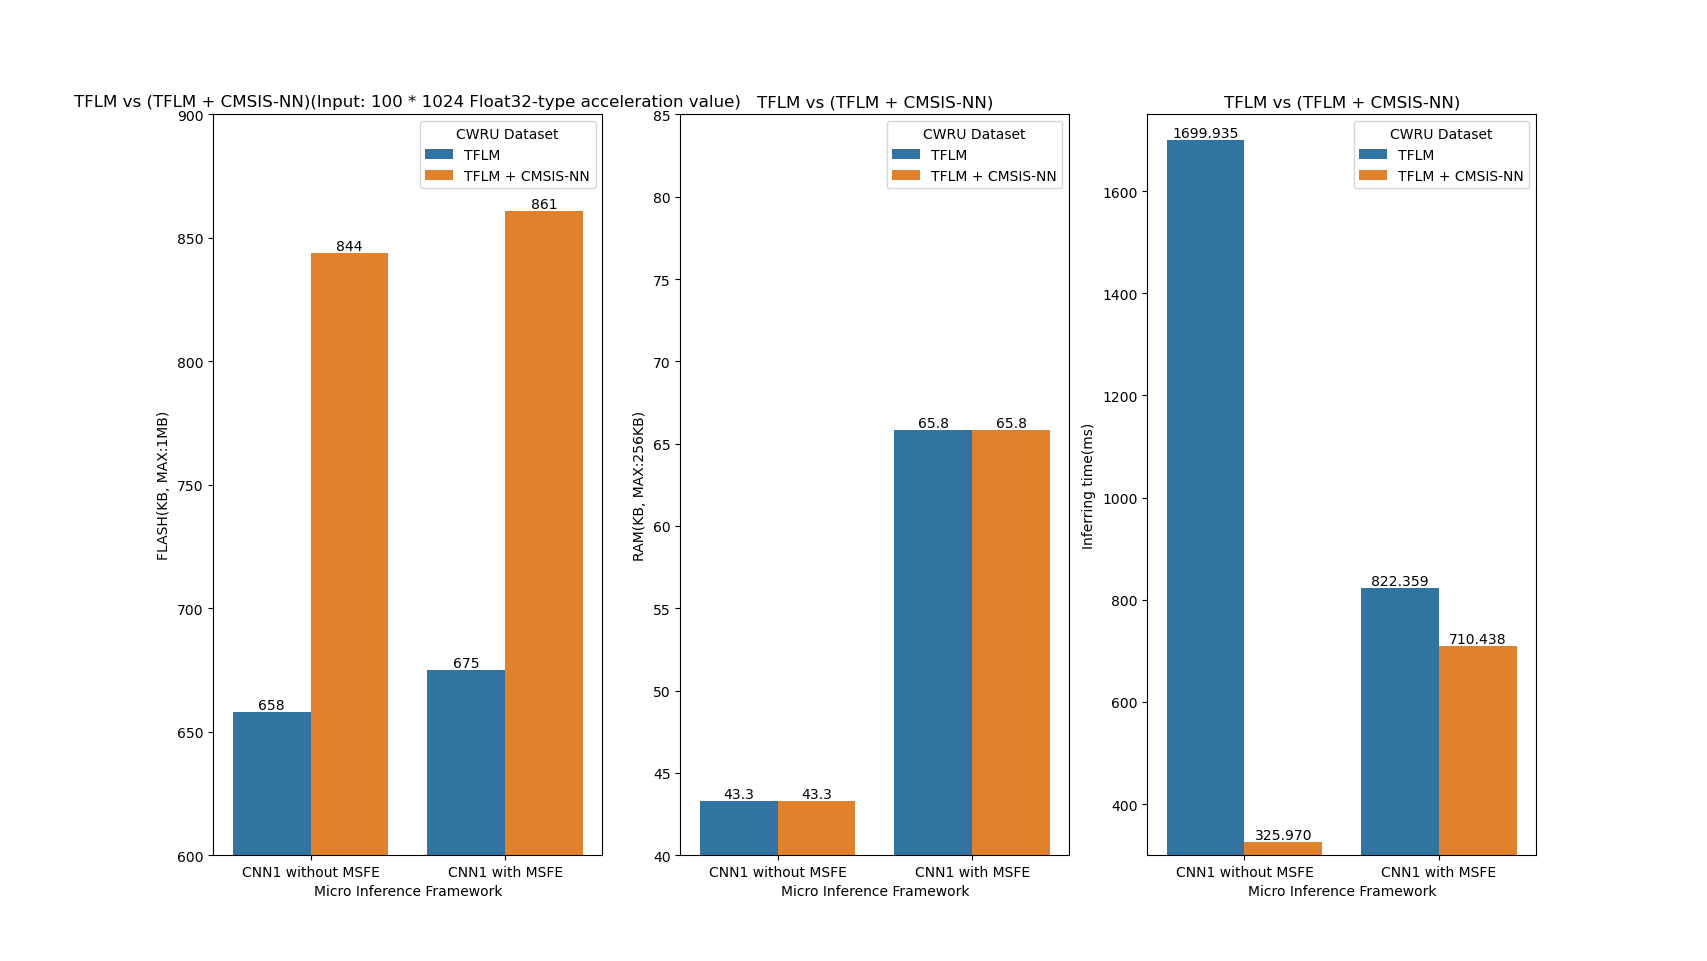 TFLM vs (TFLM + CMSIS-NN)(Input: 100 * 1024 Float32-type acceleration value)
900
850
800
750
700
650
600
FLASH(KB, MAX:1MB)
CWRU Dataset
TFLM
TFLM + CMSIS-NN
658
844
675
861
CNN1 without MSFE
CNN1 with MSFE
Micro Inference Framework
TFLM vs (TFLM + CMSIS-NN)
85
80
75
70
65
60
55
50
45
40
RAM(KB, MAX:256KB)
CWRU Dataset
TFLM
TFLM + CMSIS-NN
43.3
43.3
65.8
65.8
CNN1 without MSFE
CNN1 with MSFE
Micro Inference Framework
TFLM vs (TFLM + CMSIS-NN)
1600
1400
1200
1000
800
600
400
Inferring time(ms)
CWRU Dataset
TFLM
TFLM + CMSIS-NN
1699.935
325.970
822.359
710.438
CNN1 without MSFE
CNN1 with MSFE
Micro Inference Framework